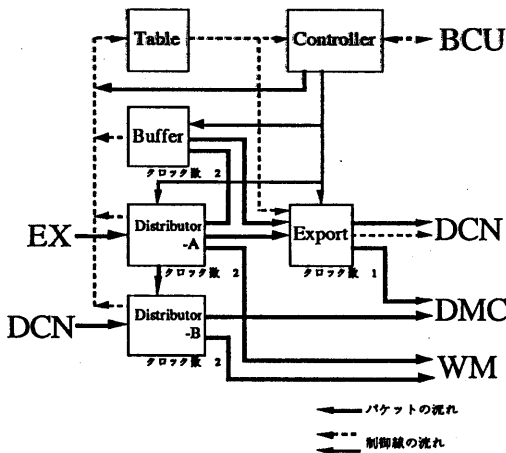 Table
Controller
BCU
Buffer
クロック数 2
EX
Distributor
-A
クロック数 2
Export
クロック数 1
DCN
DCN
Distributor
-B
クロック数 2
DMC
WM
パケットの流れ
制御線の流れ